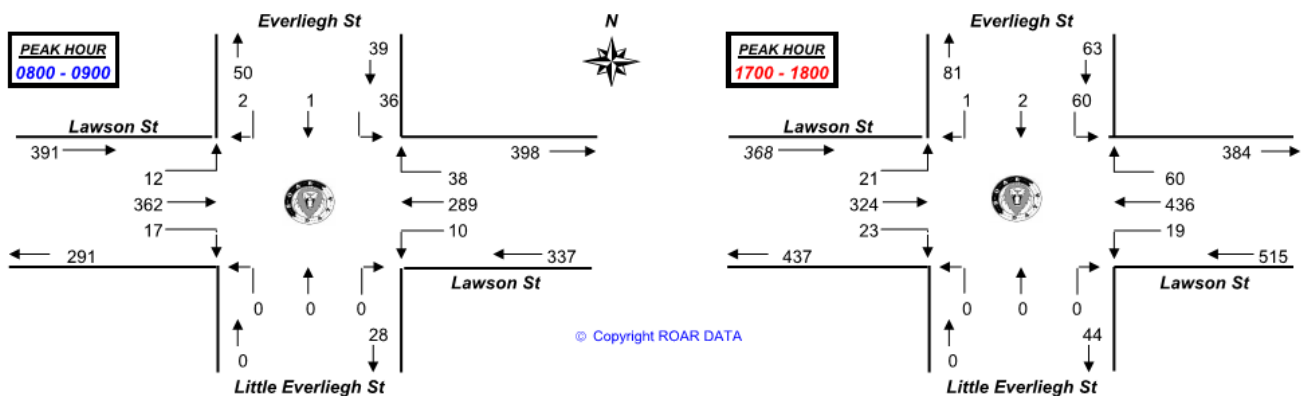 Everliegh St
N
Everliegh St
PEAK HOUR
0800 - 0900
39
PEAK HOUR
1700 - 1800
63
50
81
2 1 36
1 2 60
Lawson St
Lawson St
391
398
368
384
12
38
21
60
362
289
324
436
17
10
23
19
291
337
437
515
Lawson St
Lawson St
0 0 0
0 0 0
28
© Copyright ROAR DATA
44
0
0
Little Everliegh St
Little Everliegh St